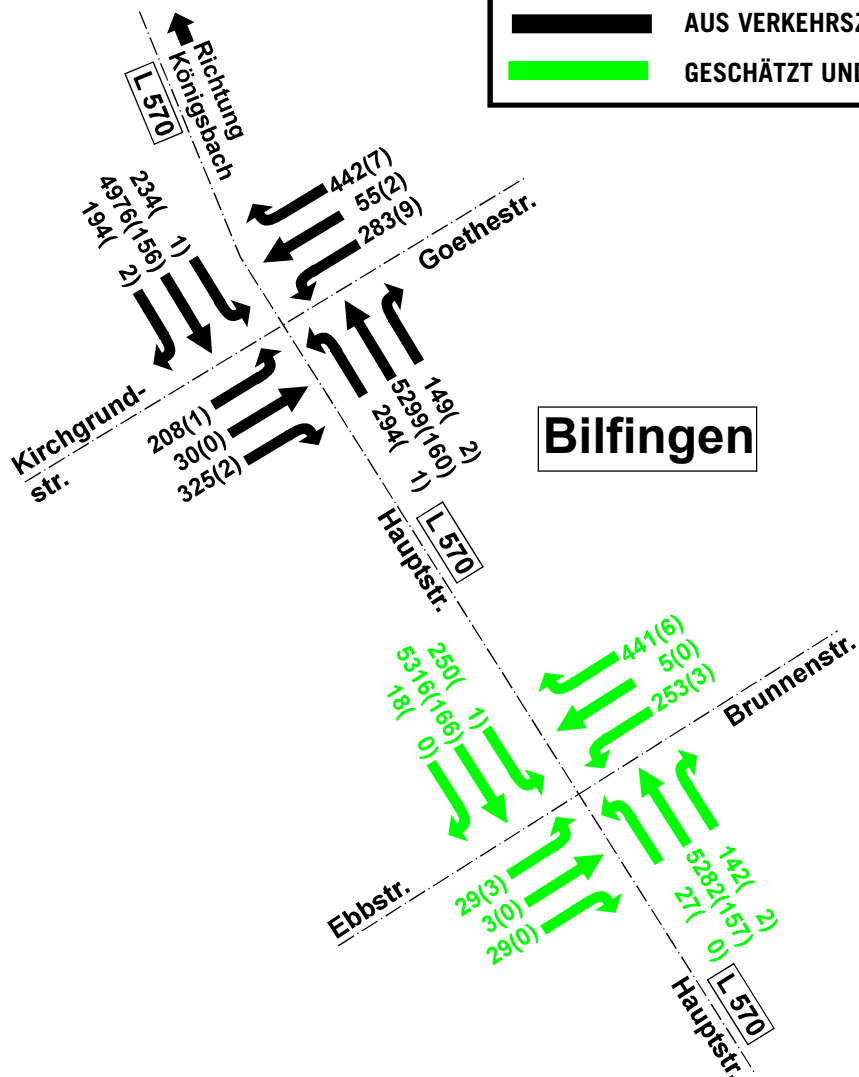 AUS VERKEHRSZ
GESCHÄTZT UND
Richtung
Königsbach
L 570
234( 1)
4976(156)
194( 2)
442(7)
55(2)
283(9)
Goethestr.
Kirchgrund-
str.
208(1)
30(0)
325(2)
149( 2)
5299(160)
294( 1)
Bilfingen
L 570
Hauptstr.
250( 1)
5316(166)
18( 0)
441(6)
5(0)
253(3)
Brunnenstr.
Ebbstr.
29(3)
3(0)
29(0)
142( 2)
5282(157)
27( 0)
L 570
Hauptstr.